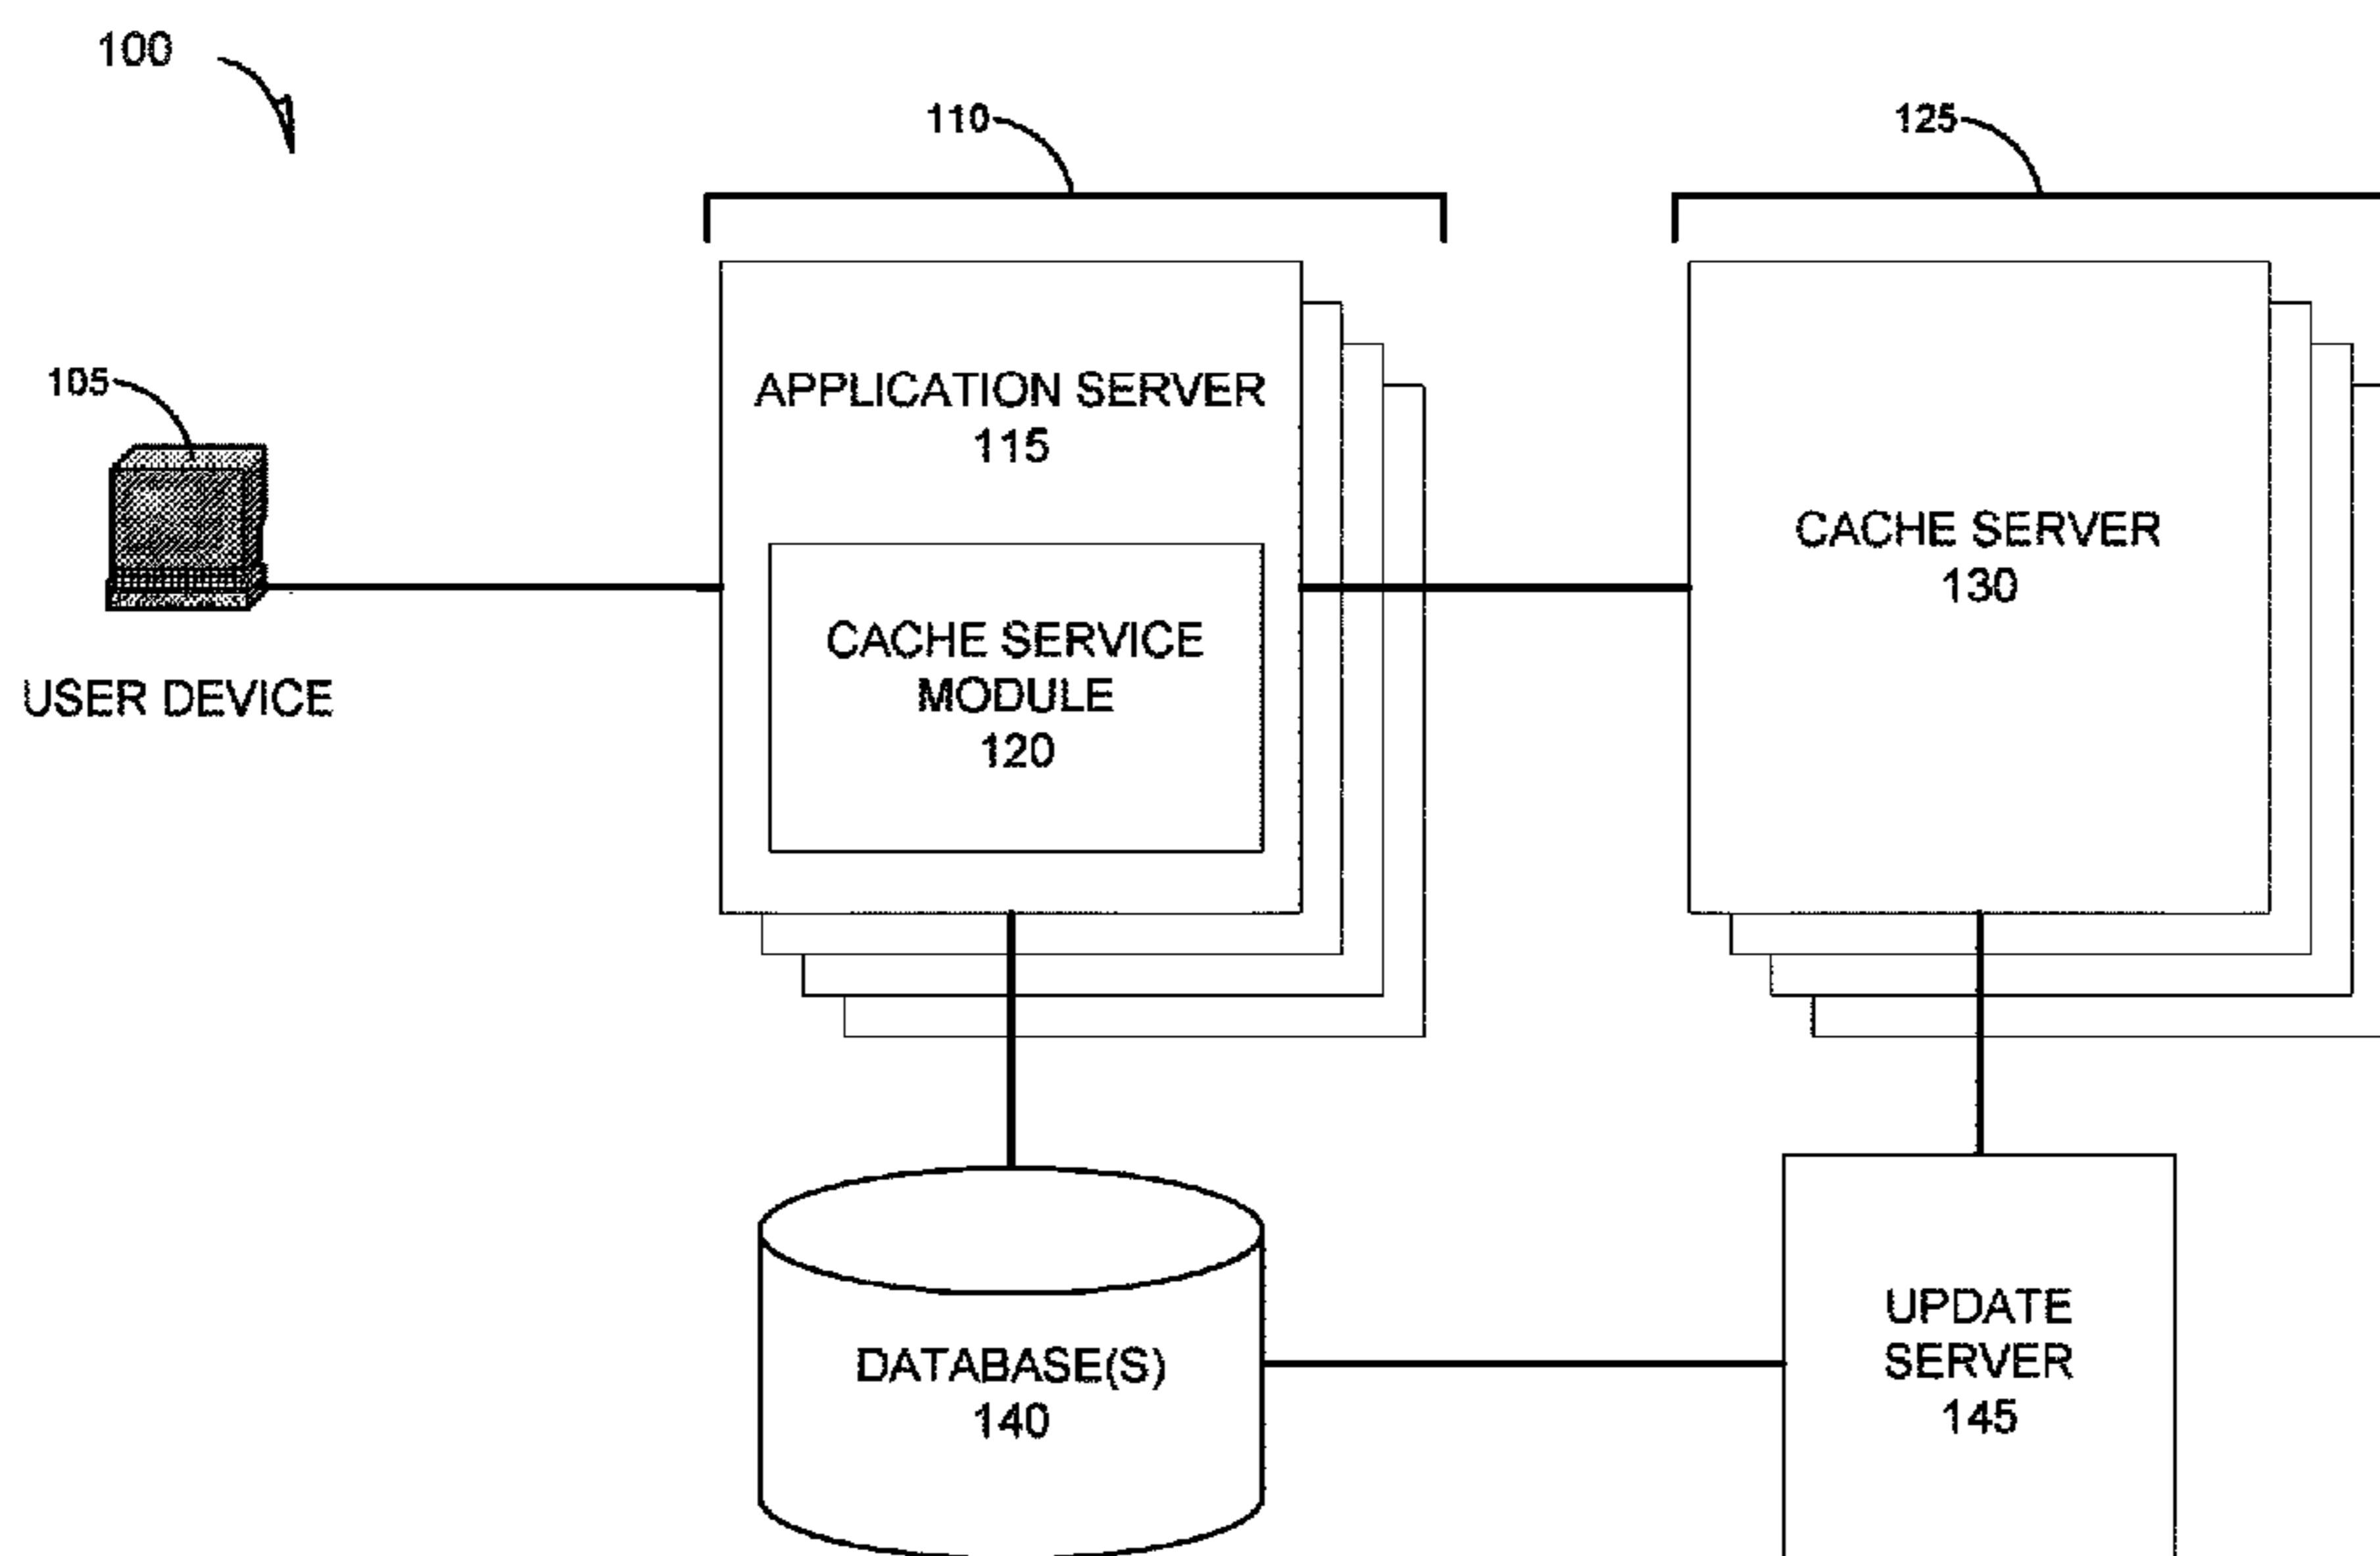 100
110
125
105
APPLICATION SERVER
115
CACHE SERVER
130
CACHE SERVICE
MODULE
120
USER DEVICE
DATABASE(S)
140
UPDATE
SERVER
145